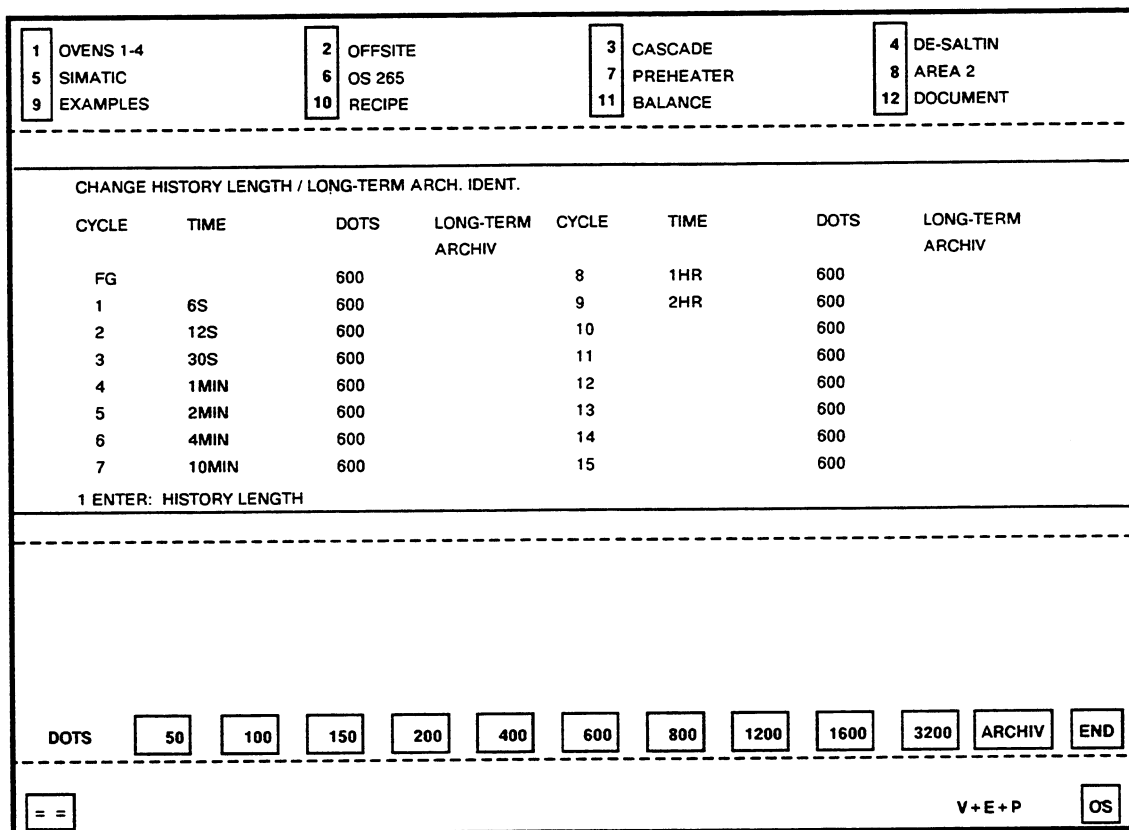 1 OVENS 1-4 2 OFFSITE 3 CASCADE 4 DE-SALTIN
5 SIMATIC 6 OS 265 7 PREHEATER 8 AREA 2
9 EXAMPLES 10 RECIPE 11 BALANCE 12 DOCUMENT
CHANGE HISTORY LENGTH / LONG-TERM ARCH. IDENT.
CYCLE TIME DOTS LONG-TERM CYCLE TIME DOTS LONG-TERM
ARCHIV ARCHIV
FG 600 8 1HR 600
1 6S 600 9 2HR 600
2 12S 600 10 600
3 30S 600 11 600
4 1MIN 600 12 600
5 2MIN 600 13 600
6 4MIN 600 14 600
7 10MIN 600 15 600
1 ENTER: HISTORY LENGTH
DOTS 50 100 150 200 400 600 800 1200 1600 3200 ARCHIV END
= = V+E+P OS